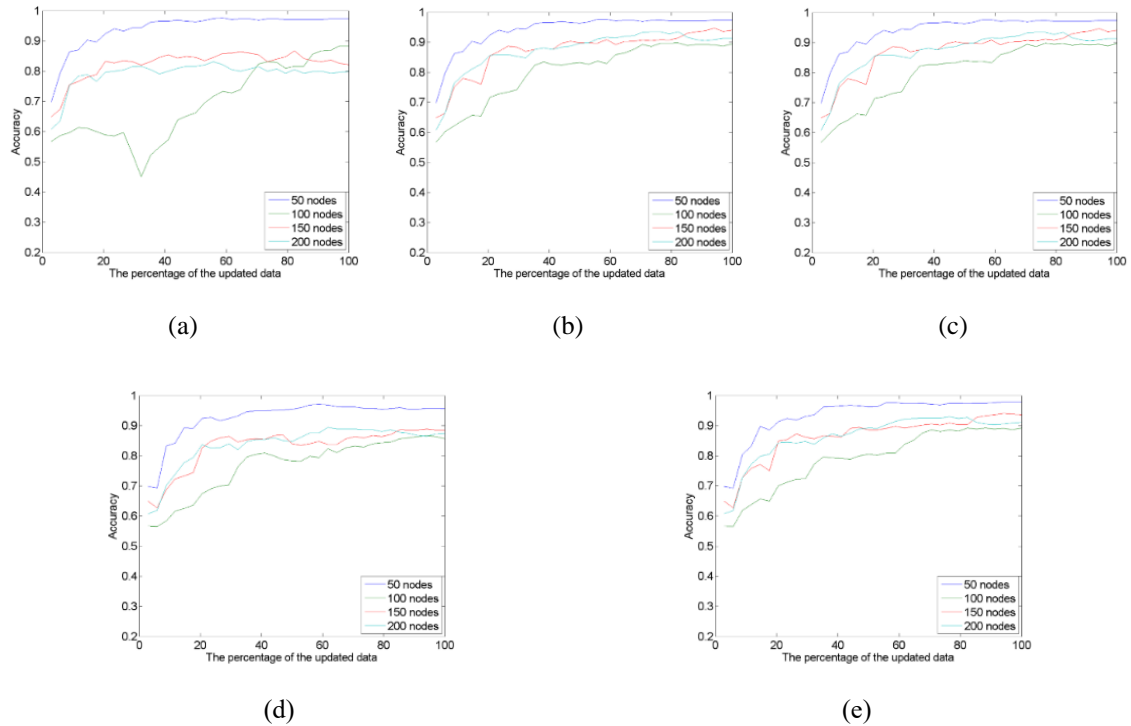 1
0.9
0.8
0.7
0.6
0.5
0.4
0.3
0.2
Accuracy
50 nodes
100 nodes
150 nodes
200 nodes
0 20 40 60 80 100
The percentage of the updated data
(a)
1
0.9
0.8
0.7
0.6
0.5
0.4
0.3
0.2
Accuracy
50 nodes
100 nodes
150 nodes
200 nodes
0 20 40 60 80 100
The percentage of the updated data
(b)
1
0.9
0.8
0.7
0.6
0.5
0.4
0.3
0.2
Accuracy
50 nodes
100 nodes
150 nodes
200 nodes
0 20 40 60 80 100
The percentage of the updated data
(c)
1
0.9
0.8
0.7
0.6
0.5
0.4
0.3
0.2
Accuracy
50 nodes
100 nodes
150 nodes
200 nodes
0 20 40 60 80 100
The percentage of the updated data
(d)
1
0.9
0.8
0.7
0.6
0.5
0.4
0.3
0.2
Accuracy
50 nodes
100 nodes
150 nodes
200 nodes
0 20 40 60 80 100
The percentage of the updated data
(e)